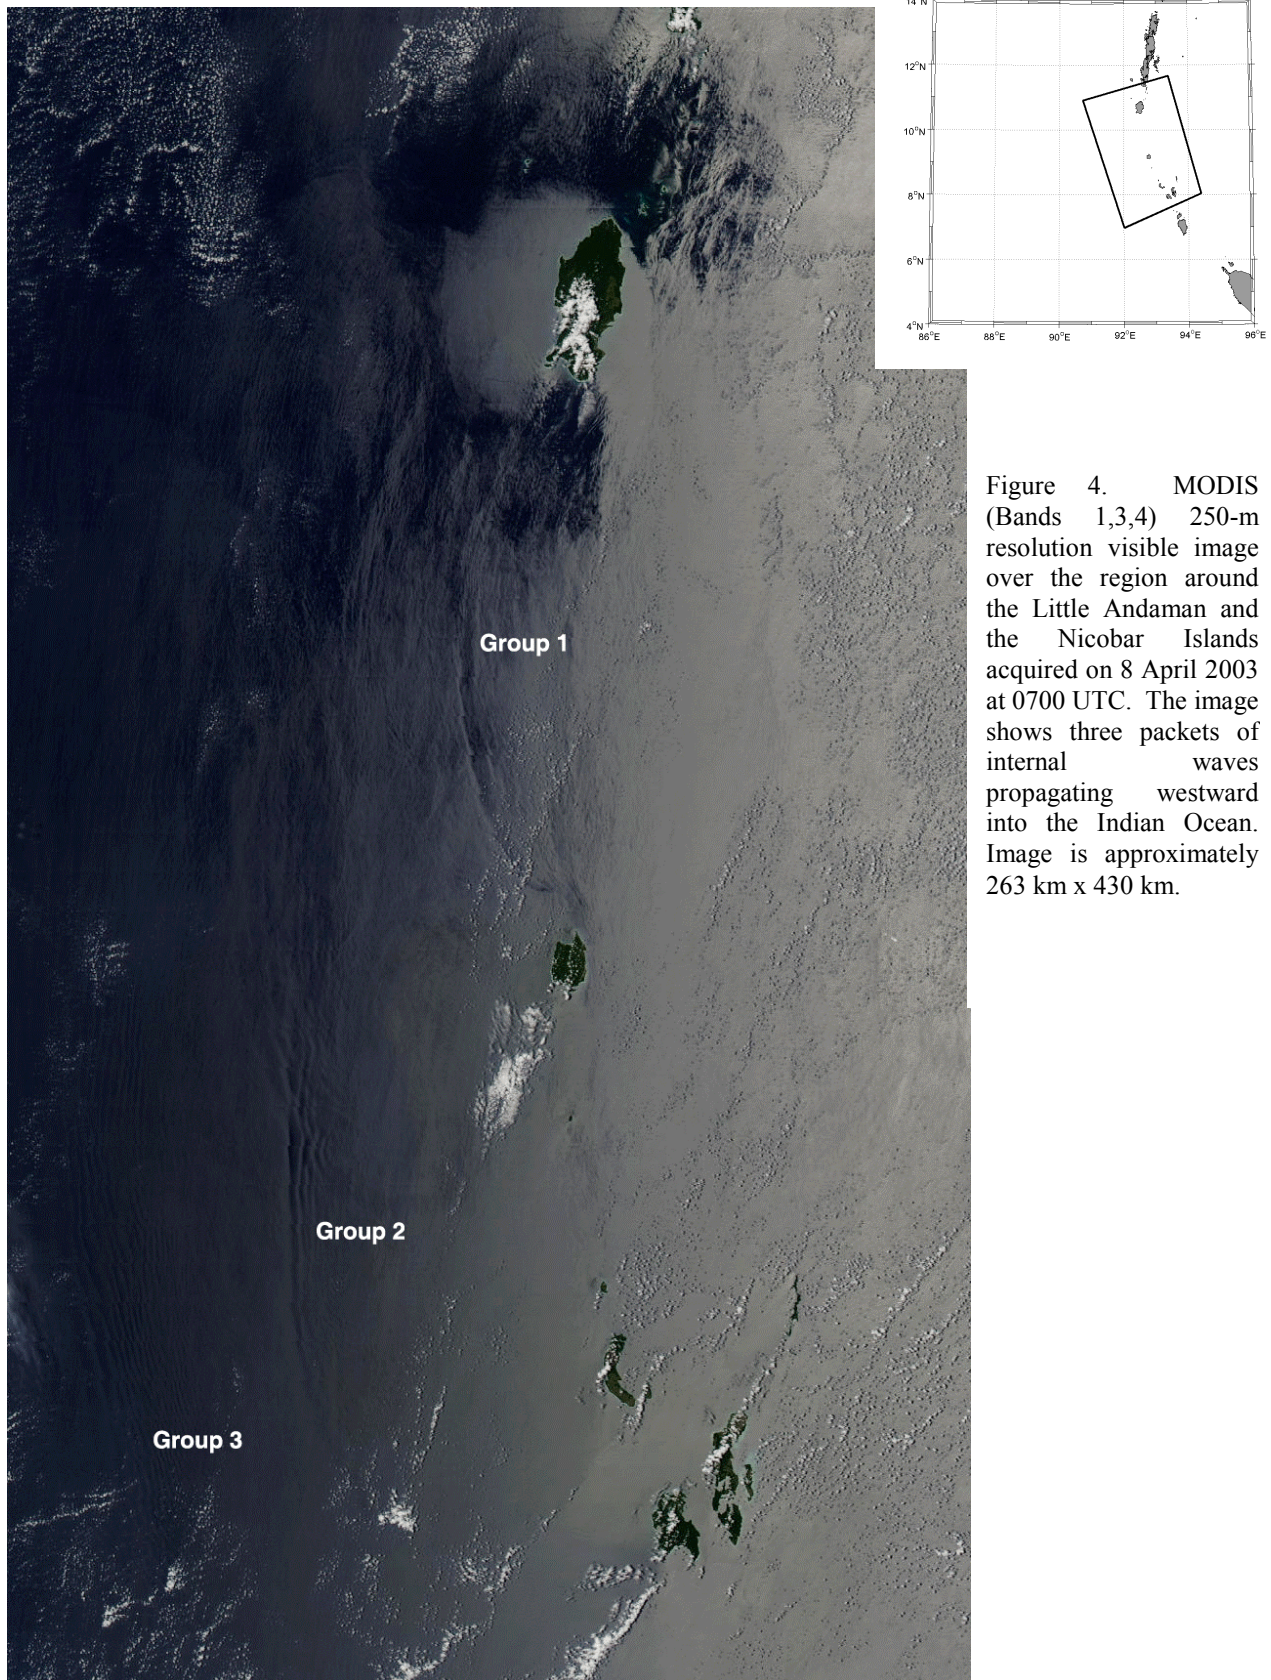 14°N
12°N
10°N
8°N
6°N
4°N
86°E 88°E 90°E 92°E 94°E 96°E
Group 1
Group 2
Group 3
Figure 4. MODIS
(Bands 1,3,4) 250-m
resolution visible image
over the region around
the Little Andaman and
the Nicobar Islands
acquired on 8 April 2003
at 0700 UTC. The image
shows three packets of
internal waves
propagating westward
into the Indian Ocean.
Image is approximately
263 km x 430 km.